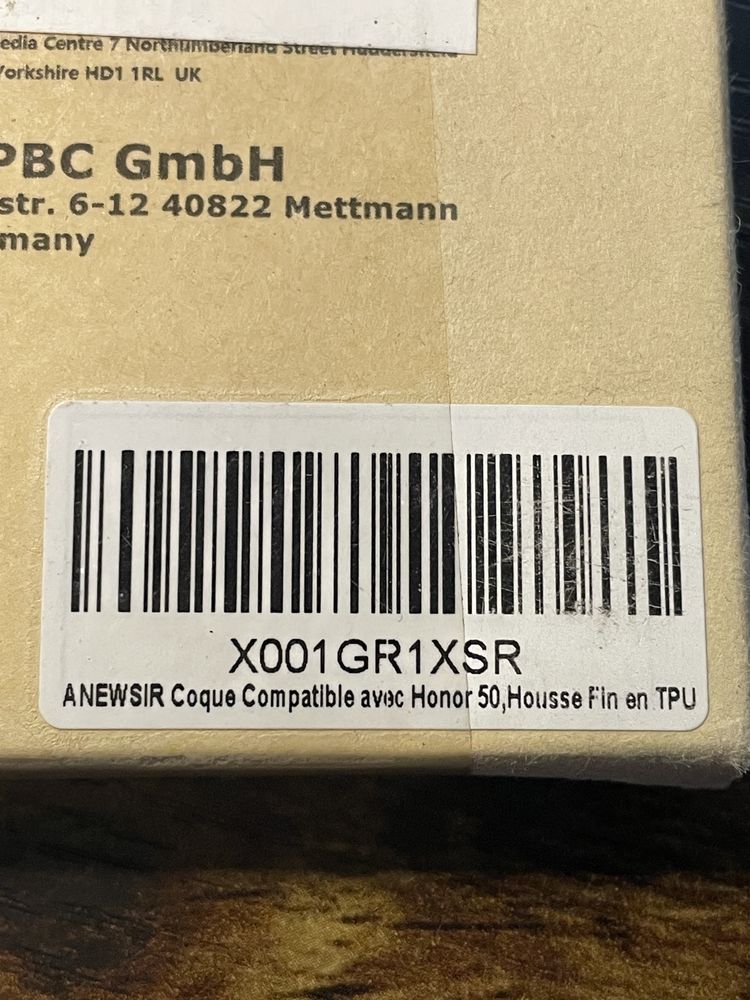 edia Centre 7 Northumberland Street Huddersfield
Yorkshire HD1 1RL UK
PBC GmbH
str. 6-12 40822 Mettmann
many
X001GR1XSR
ANEWSIR Coque Compatible avec Honor 50,Housse Fin en TPU